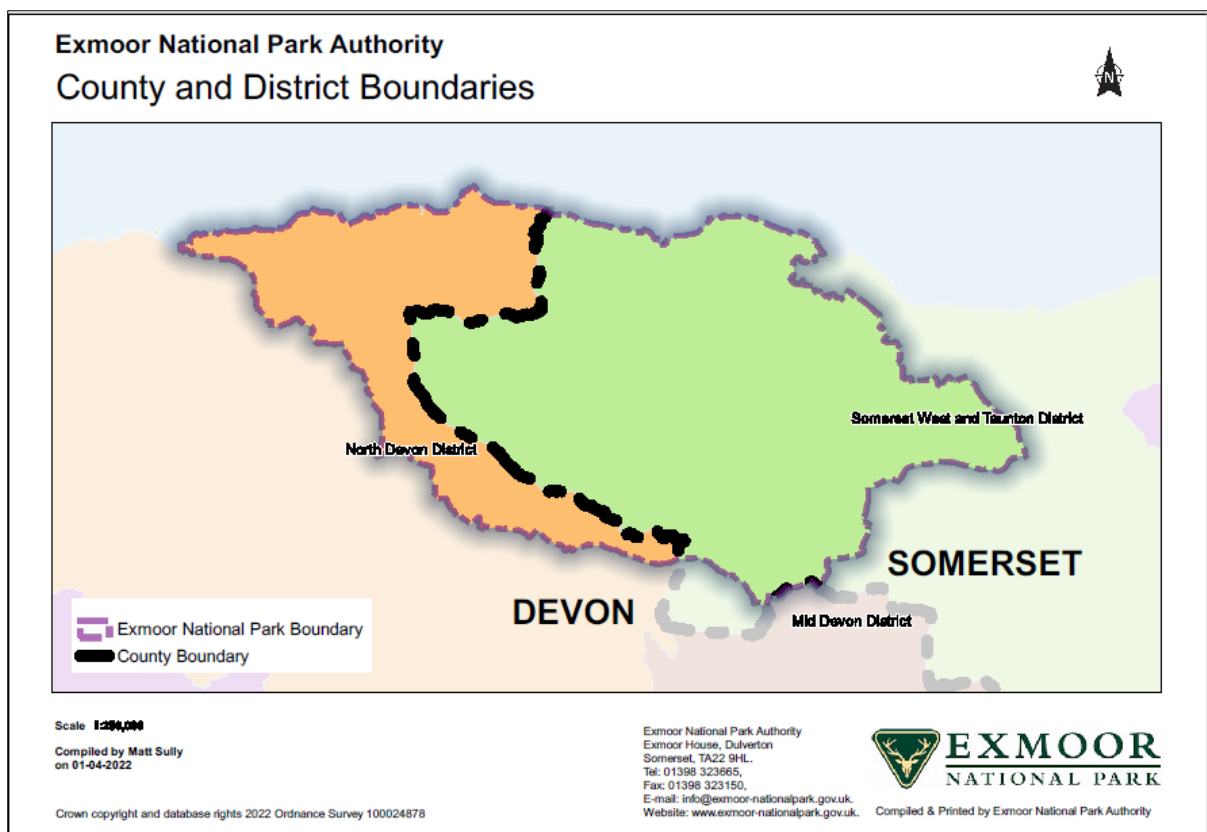 Exmoor National Park Authority
County and District Boundaries
N
Somerset West and Taunton District
North Devon District
SOMERSET
DEVON
Mid Devon District
Exmoor National Park Boundary
County Boundary
Scale
Compiled by Matt Sully
on 01-04-2022
Crown copyright and database rights 2022 Ordnance Survey 100024878
Exmoor National Park Authority
Exmoor House, Dulverton
Somerset, TA22 9HL.
Tel: 01398 323665,
Fax: 01398 323150,
E-mail: info@exmoor-nationalpark.gov.uk.
Website: www.exmoor-nationalpark.gov.uk.
EXMOOR
NATIONAL PARK
Compiled & Printed by Exmoor National Park Authority